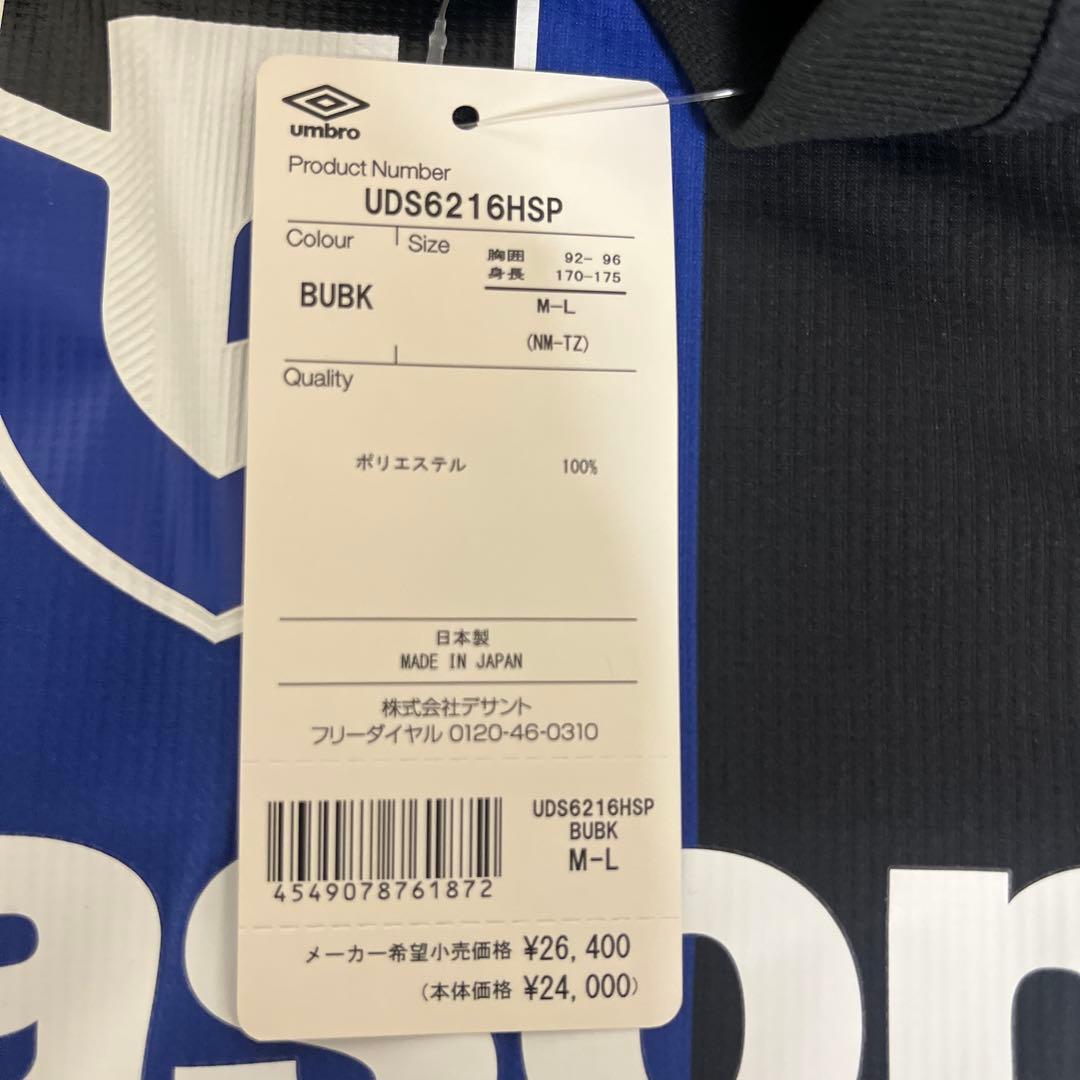 umbro
Product Number
UDS6216HSP
Colour
Size
胸囲 92- 96
身長 170-175
BUBK
M-L
(NM-TZ)
Quality
ポリエステル 100%
日本製
MADE IN JAPAN
株式会社デサント
フリーダイヤル 0120-46-0310
UDS6216HSP
BUBK
M-L
4549078761872
メーカー希望小売価格 ¥26,400
(本体価格 ¥24,000)
ason